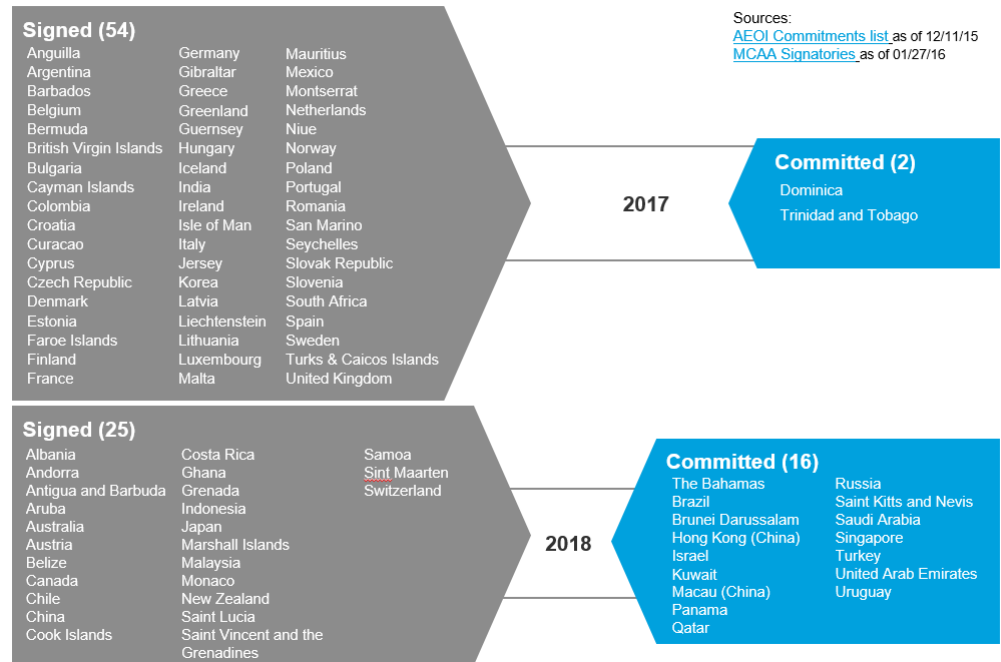 Signed (54)
Anguilla
Argentina
Barbados
Belgium
Bermuda
British Virgin Islands
Bulgaria
Cayman Islands
Colombia
Croatia
Curacao
Cyprus
Czech Republic
Denmark
Estonia
Faroe Islands
Finland
France
Germany
Gibraltar
Greece
Greenland
Guernsey
Hungary
Iceland
India
Ireland
Isle of Man
Italy
Jersey
Korea
Latvia
Liechtenstein
Lithuania
Luxembourg
Malta
Mauritius
Mexico
Montserrat
Netherlands
Niue
Norway
Poland
Portugal
Romania
San Marino
Seychelles
Slovak Republic
Slovenia
South Africa
Spain
Sweden
Turks & Caicos Islands
United Kingdom
Sources:
AEOI Commitments list as of 12/11/15
MCAA Signatories as of 01/27/16
2017
Committed (2)
Dominica
Trinidad and Tobago
Signed (25)
Albania
Andorra
Antigua and Barbuda
Aruba
Australia
Austria
Belize
Canada
Chile
China
Cook Islands
Costa Rica
Ghana
Grenada
Indonesia
Japan
Marshall Islands
Malaysia
Monaco
New Zealand
Saint Lucia
Saint Vincent and the
Grenadines
Samoa
Sint Maarten
Switzerland
2018
Committed (16)
The Bahamas
Brazil
Brunei Darussalam
Hong Kong (China)
Israel
Kuwait
Macau (China)
Panama
Qatar
Russia
Saint Kitts and Nevis
Saudi Arabia
Singapore
Turkey
United Arab Emirates
Uruguay